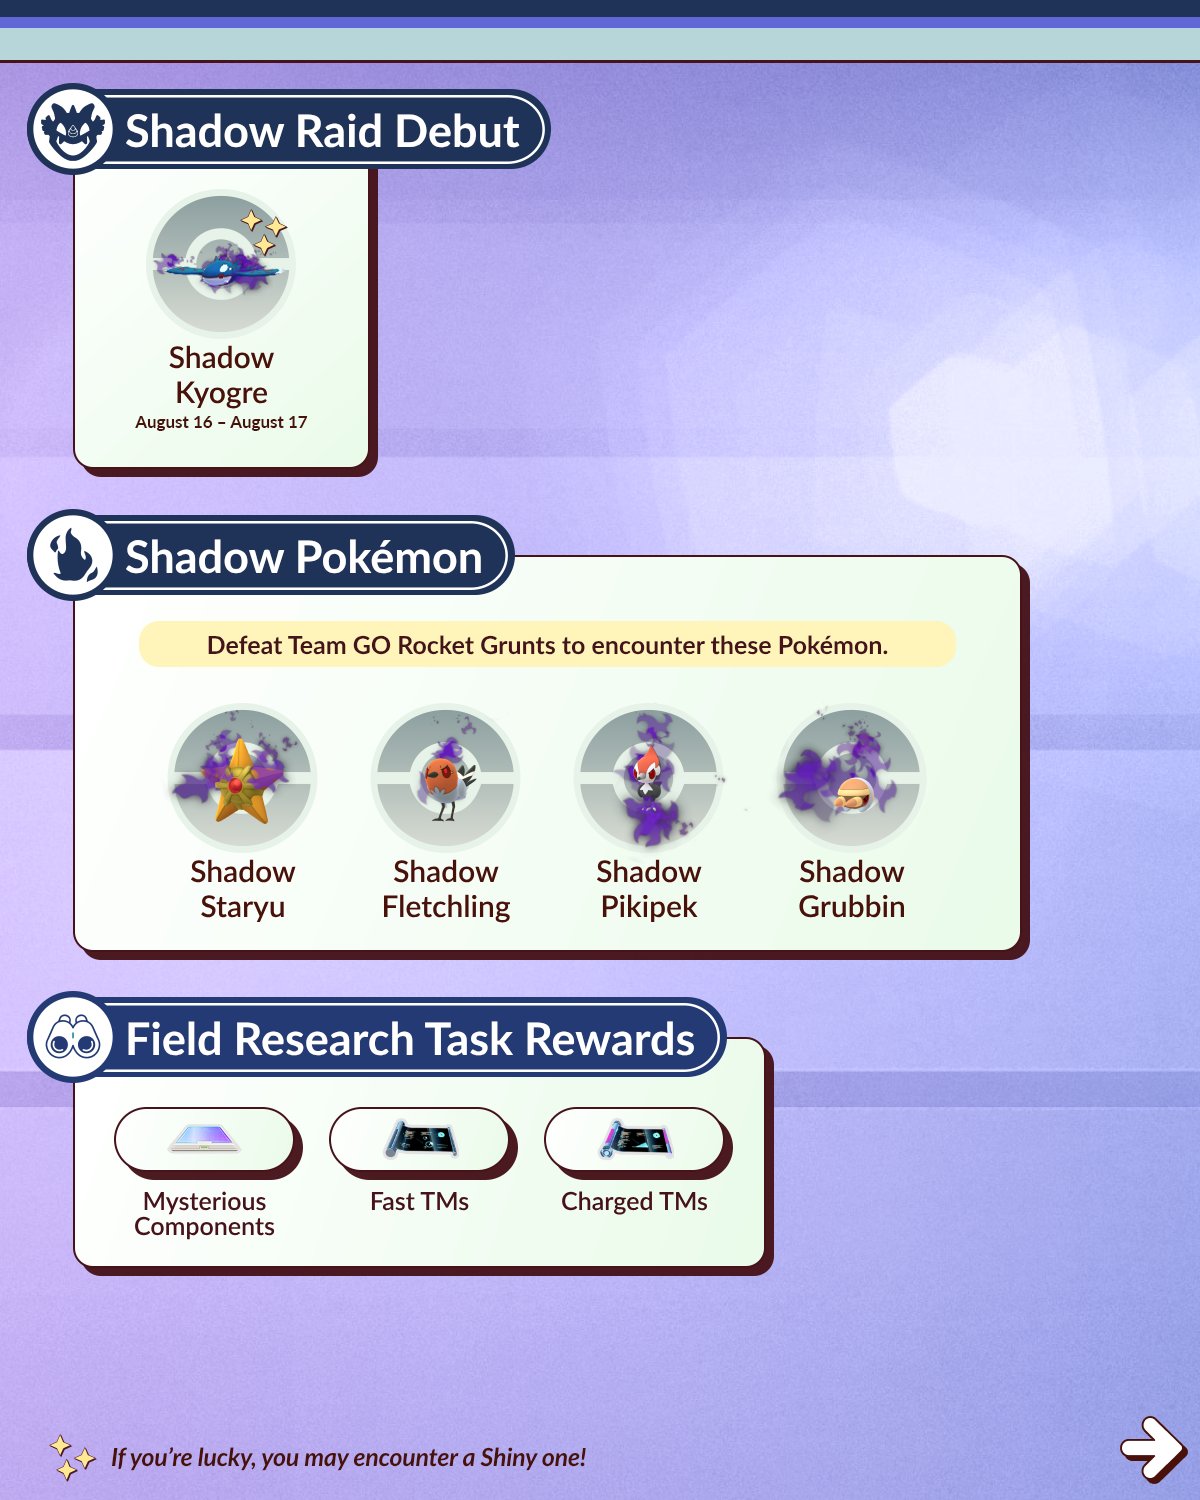 Shadow Raid Debut
Shadow
Kyogre
August 16 – August 17
Shadow Pokémon
Defeat Team GO Rocket Grunts to encounter these Pokémon.
Shadow
Staryu
Shadow
Fletchling
Shadow
Pikipek
Shadow
Grubbin
Field Research Task Rewards
Mysterious
Components
Fast TMs
Charged TMs
If you're lucky, you may encounter a Shiny one!